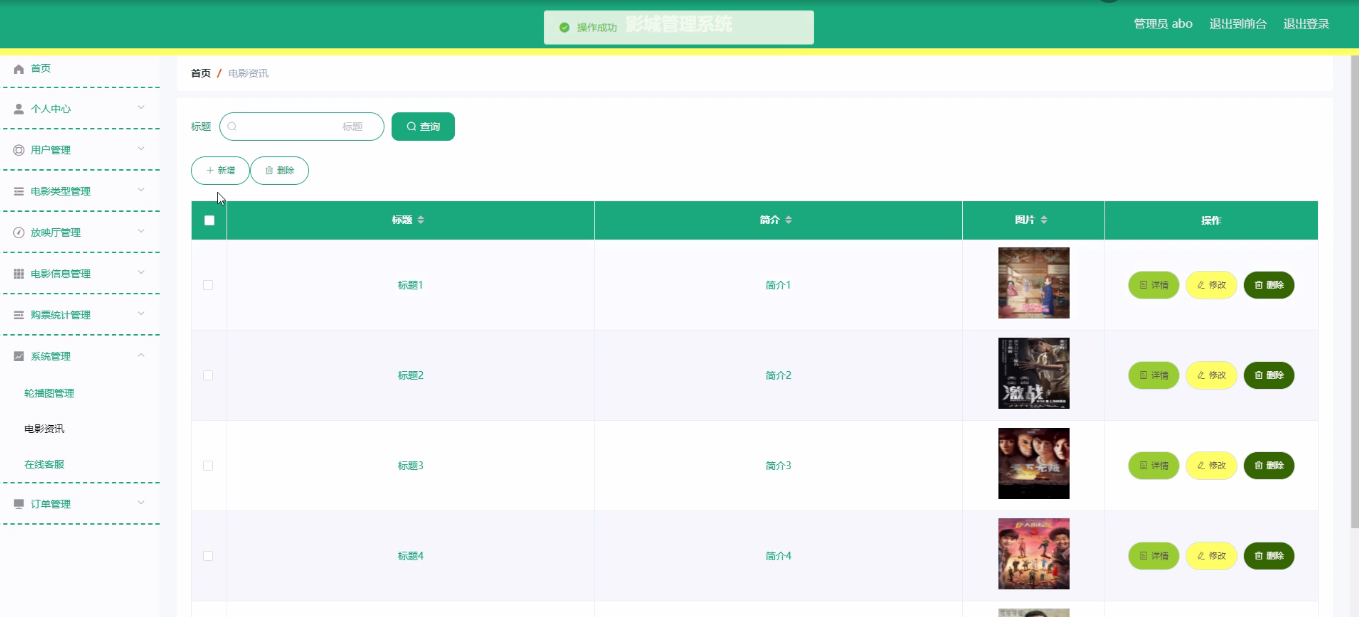 操作成功
影城管理系统
管理员 abo 退出到前台 退出登录
首页
个人中心
用户管理
电影类型管理
放映厅管理
电影信息管理
购票统计管理
系统管理
轮播图管理
电影资讯
在线客服
订单管理
首页 / 电影资讯
标题 标题 查询
新增 删除
标题 简介 图片 操作
标题1 简介1 详情 修改 删除
标题2 简介2 激战 详情 修改 删除
标题3 简介3 天下无贼 详情 修改 删除
标题4 简介4 详情 修改 删除